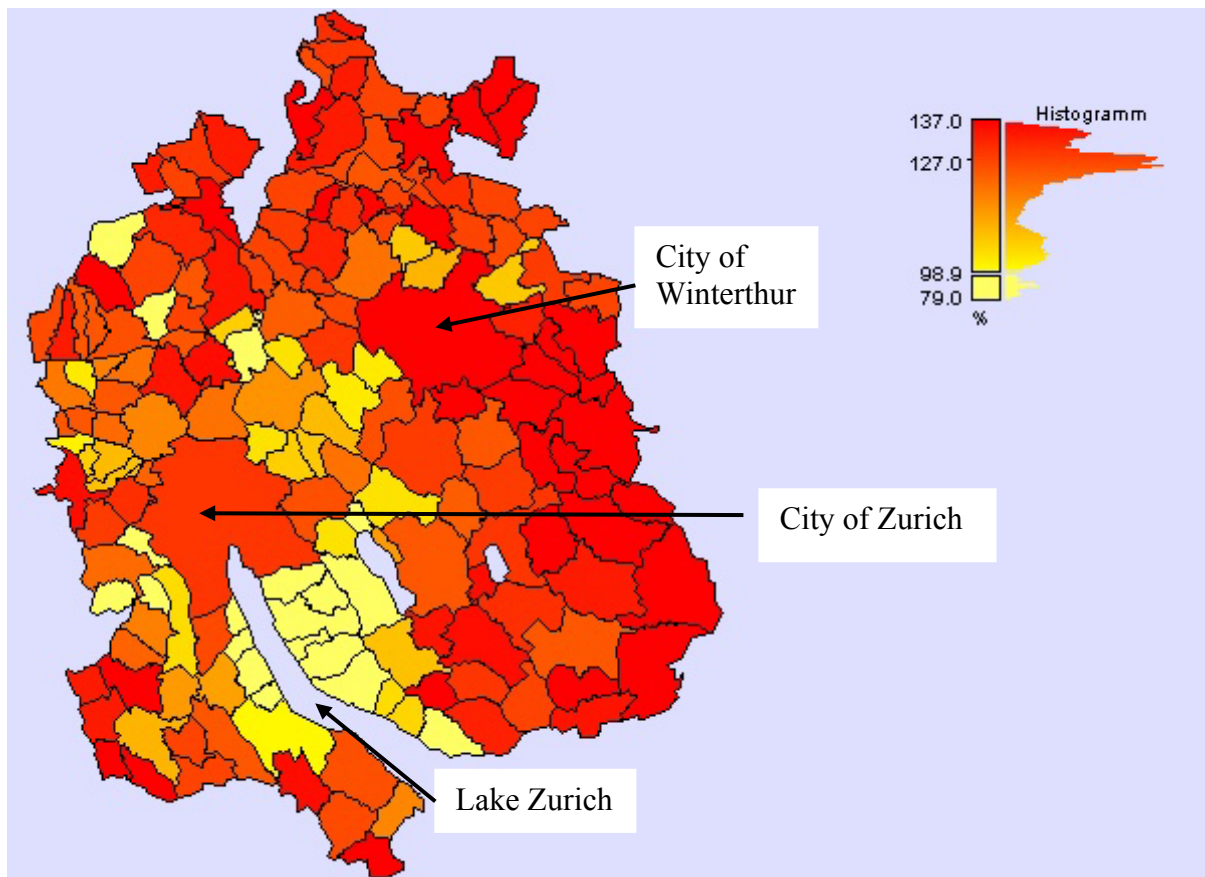 Histogramm
137.0
127.0
98.9
79.0
%
City of
Winterthur
City of Zurich
Lake Zurich